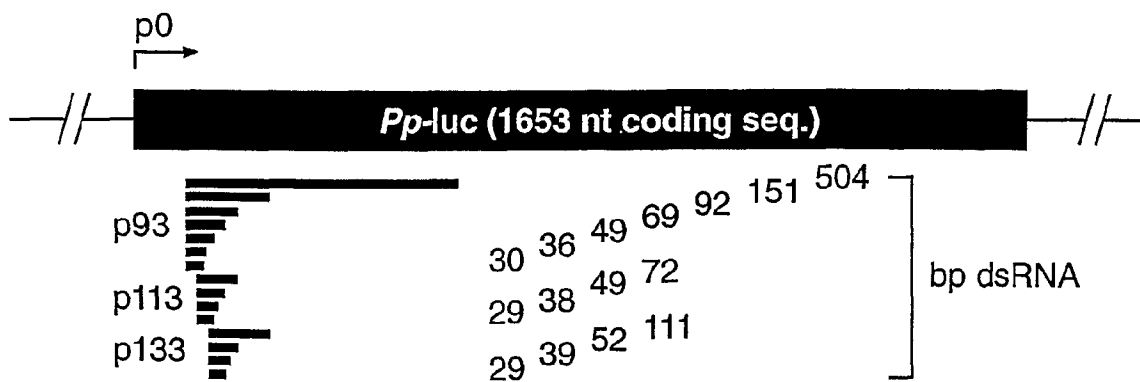 p0
Pp-luc (1653 nt coding seq.)
p93
30 36 49 69 92 151 504
p113
29 38 49 72
p133
29 39 52 111
bp dsRNA